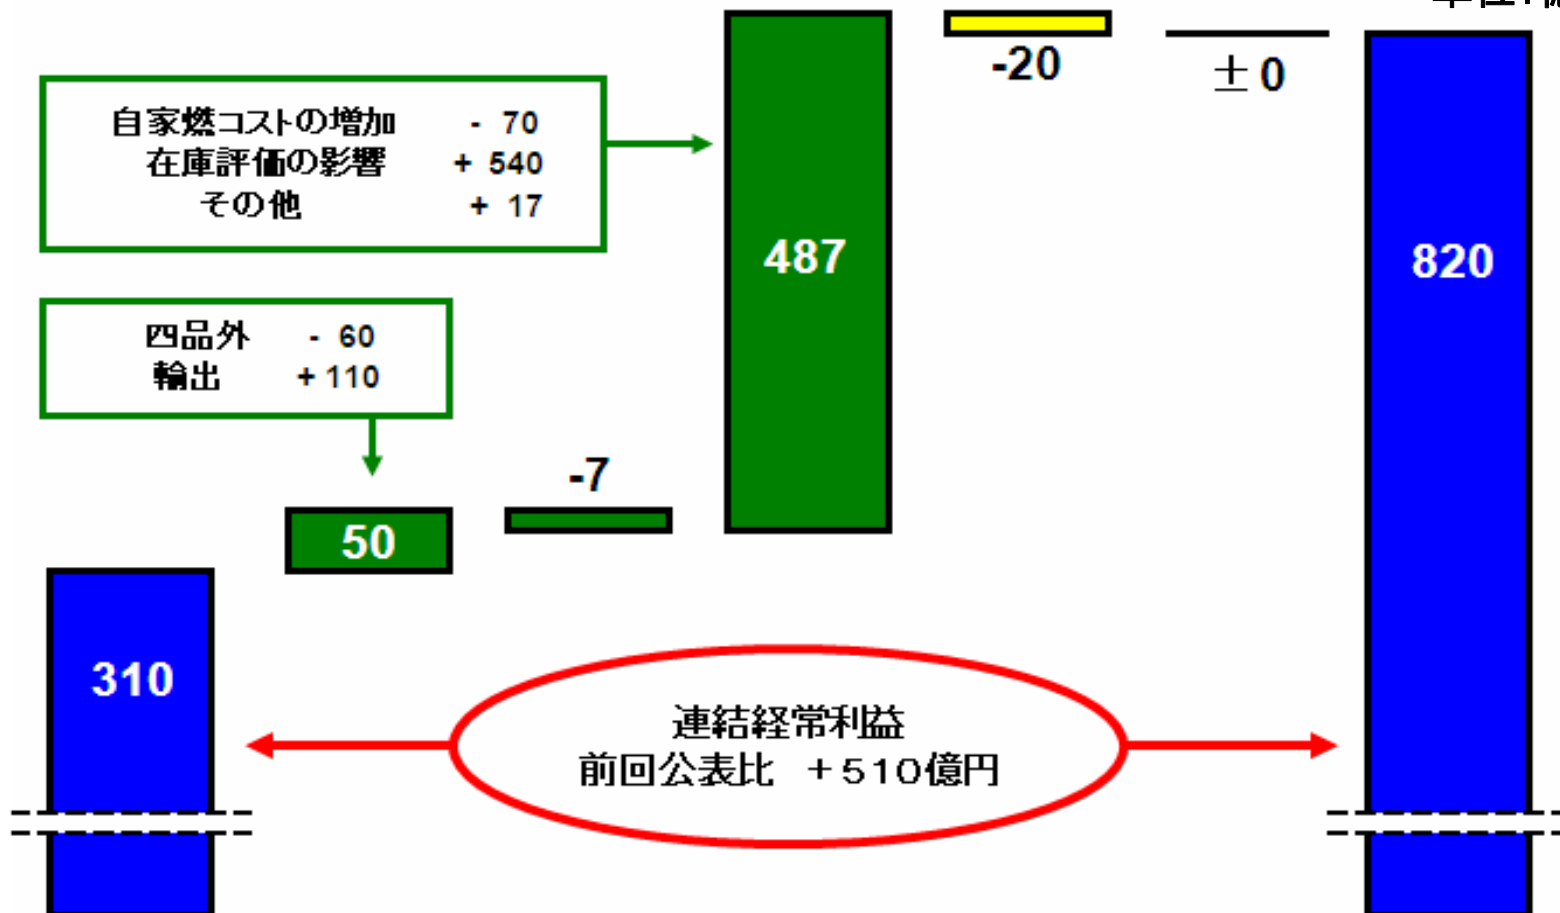 -20
±0
自家燃コストの増加 - 70
在庫評価の影響 + 540
その他 + 17
487
820
四品外 - 60
輸出 +110
-7
50
310
連結経常利益
前回公表比 +510億円